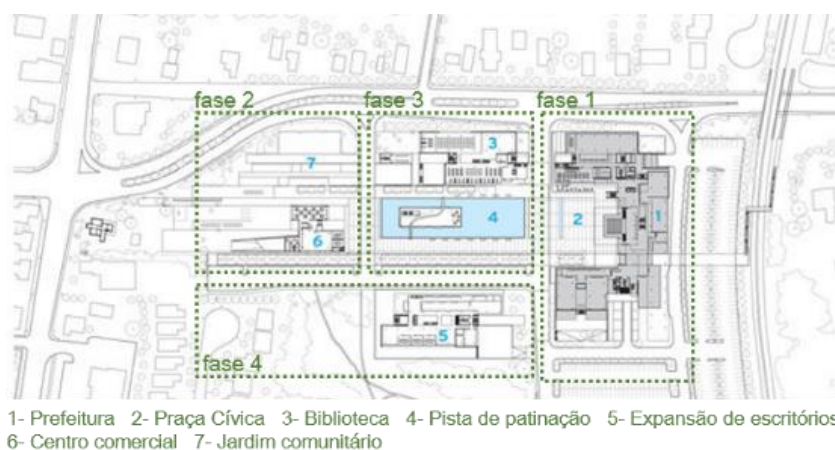 fase 2 fase 3 fase 1
3
7
4 2 1
6
5
fase 4
1- Prefeitura 2- Praça Cívica 3- Biblioteca 4- Pista de patinação 5- Expansão de escritórios
6- Centro comercial 7- Jardim comunitário